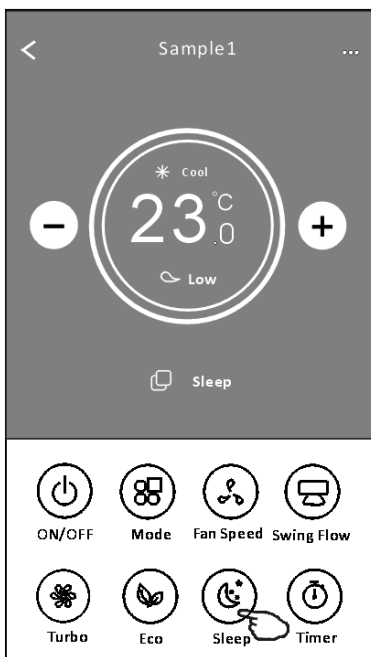 Sample1 ...
Cool
23.0°C
Low
Sleep
ON/OFF Mode Fan Speed Swing Flow
Turbo Eco Sleep Timer